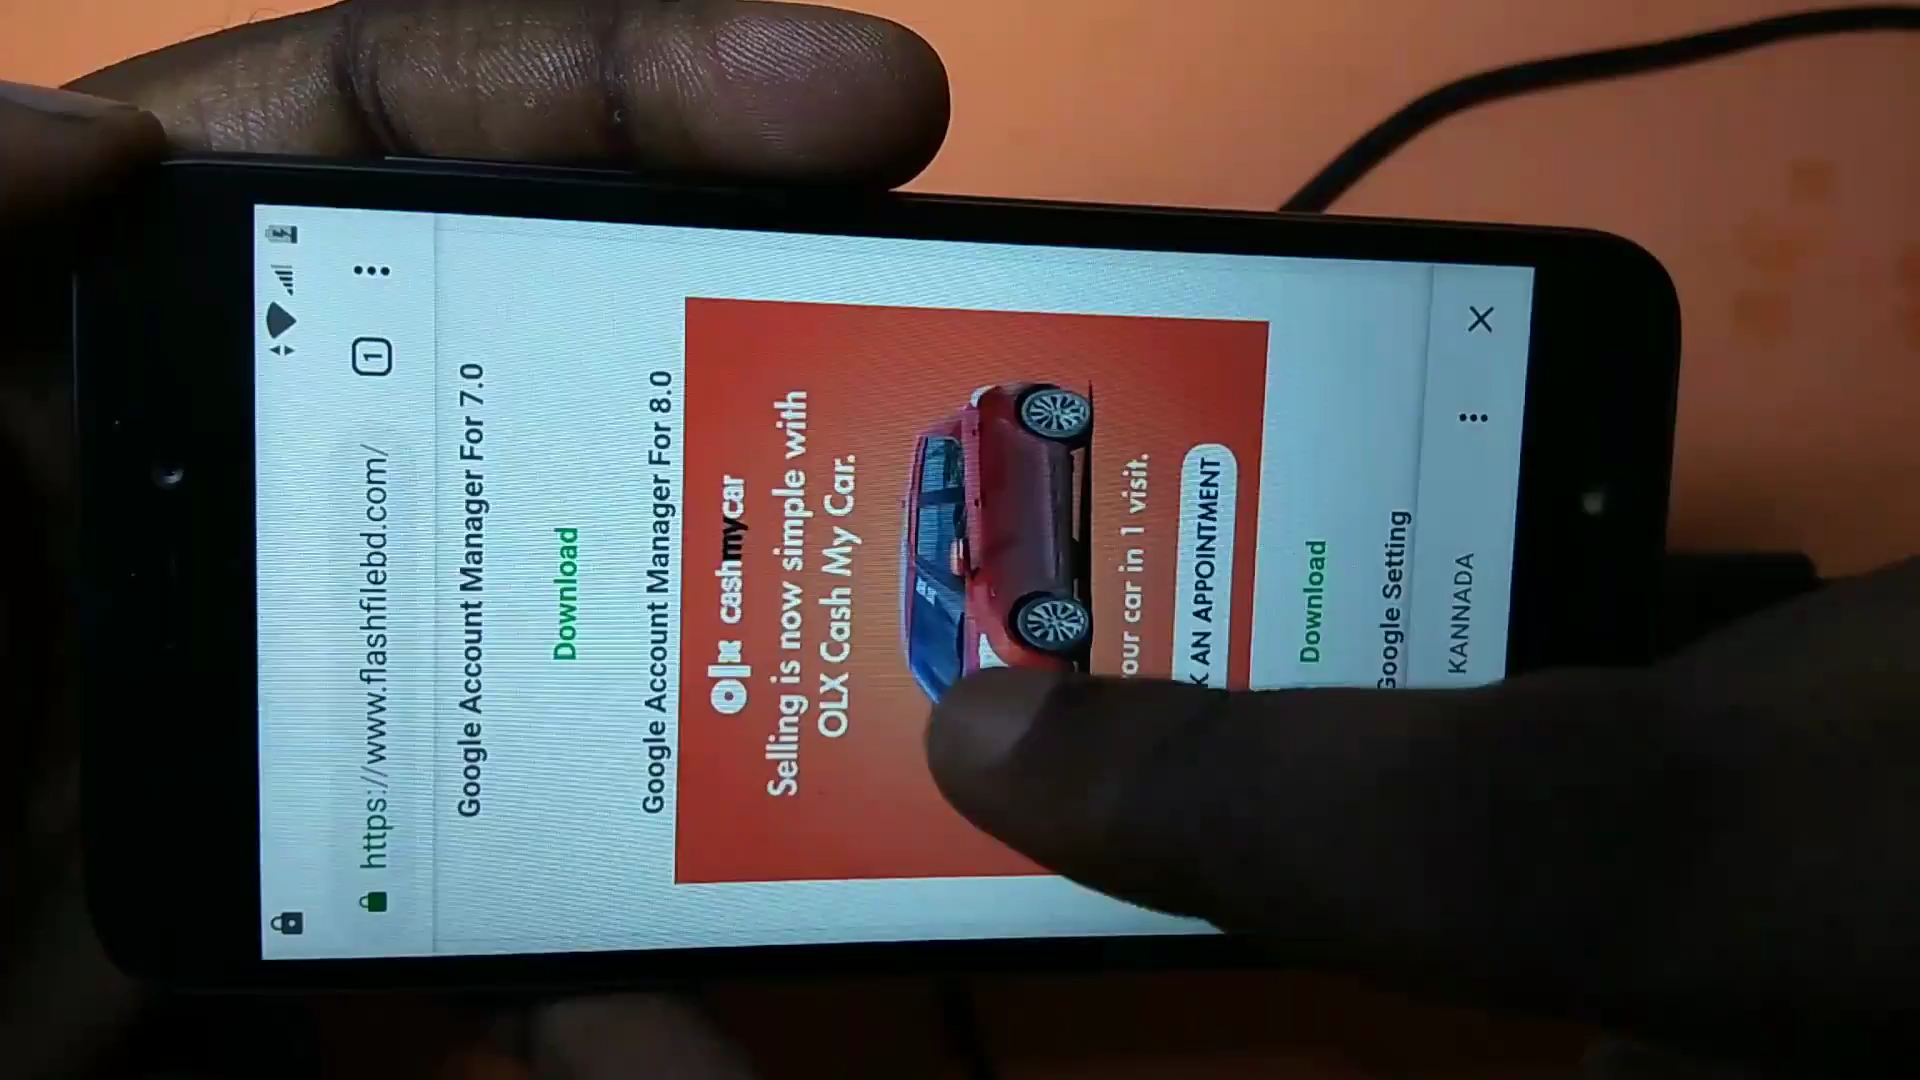 1
https://www.flashfilebd.com/
Google Account Manager For 7.0
Download
Google Account Manager For 8.0
OLX cashmycar
Selling is now simple with
OLX Cash My Car.
car in 1 visit.
AN APPOINTMENT
Download
Google Setting
KANNADA